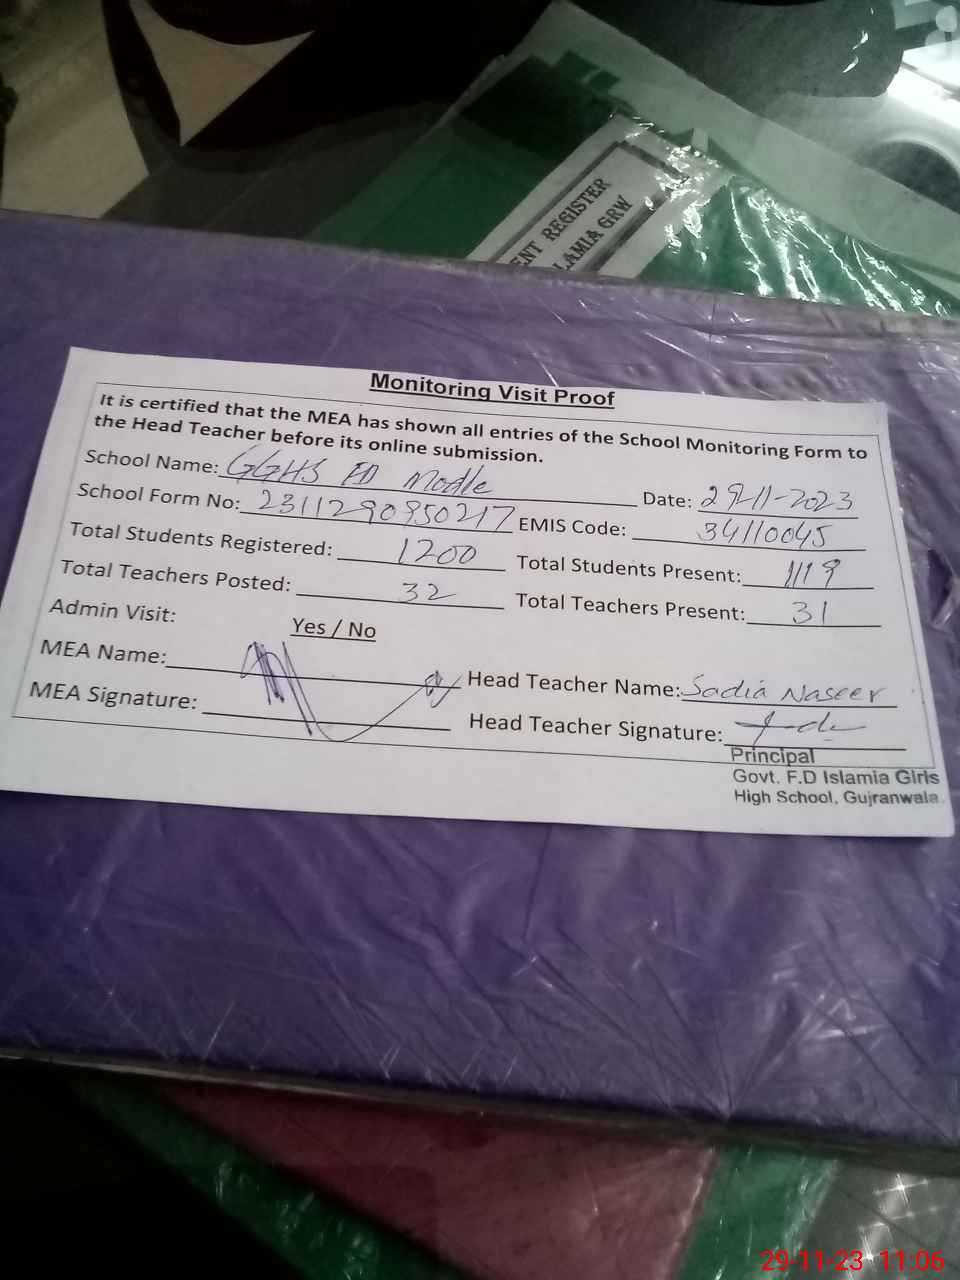 ENT REGISTER
LAMIA GRW
Monitoring Visit Proof
It is certified that the MEA has shown all entries of the School Monitoring Form to
the Head Teacher before its online submission.
School Name: GGHS FD Modle Date: 29-11-2023
School Form No: 2311290950217 EMIS Code: 34110045
Total Students Registered: 1200 Total Students Present: 1119
Total Teachers Posted: 32 Total Teachers Present: 31
Admin Visit: Yes / No
MEA Name: Head Teacher Name: Sadia Naseer
MEA Signature: Head Teacher Signature:
Principal
Govt. F.D Islamia Girls
High School, Gujranwala.
29-11-23 11:06